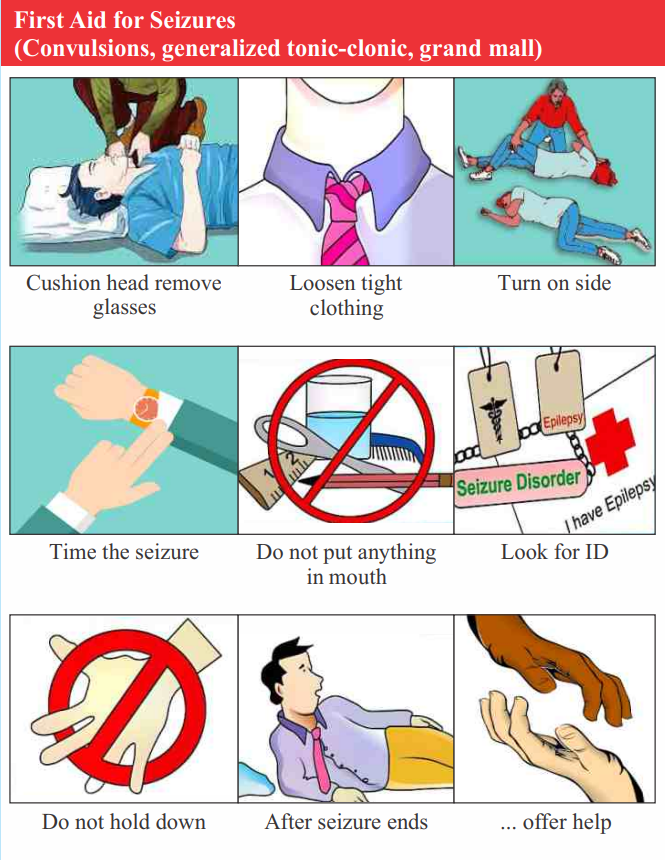 First Aid for Seizures
(Convulsions, generalized tonic-clonic, grand mall)
Cushion head remove
glasses
Loosen tight
clothing
Turn on side
1 2
Epilepsy
Seizure Disorder
I have Epilepsy
Time the seizure
Do not put anything
in mouth
Look for ID
Do not hold down
After seizure ends
... offer help